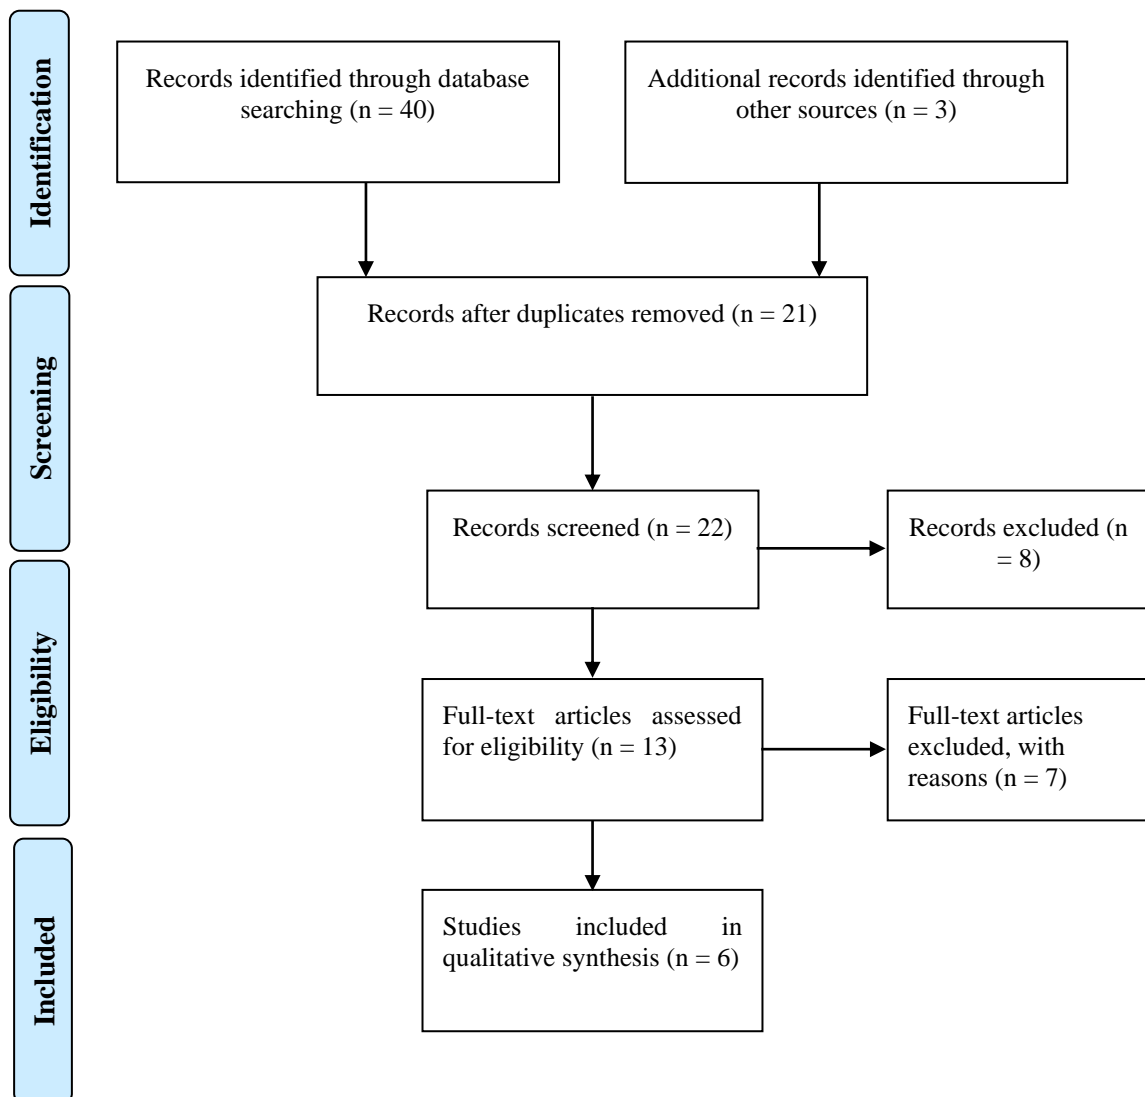 Identification
Records identified through database
searching (n = 40)
Additional records identified through
other sources (n = 3)
Screening
Records after duplicates removed (n = 21)
Records screened (n = 22)
Records excluded (n
= 8)
Eligibility
Full-text articles assessed
for eligibility (n = 13)
Full-text articles
excluded, with
reasons (n = 7)
Included
Studies included in
qualitative synthesis (n = 6)